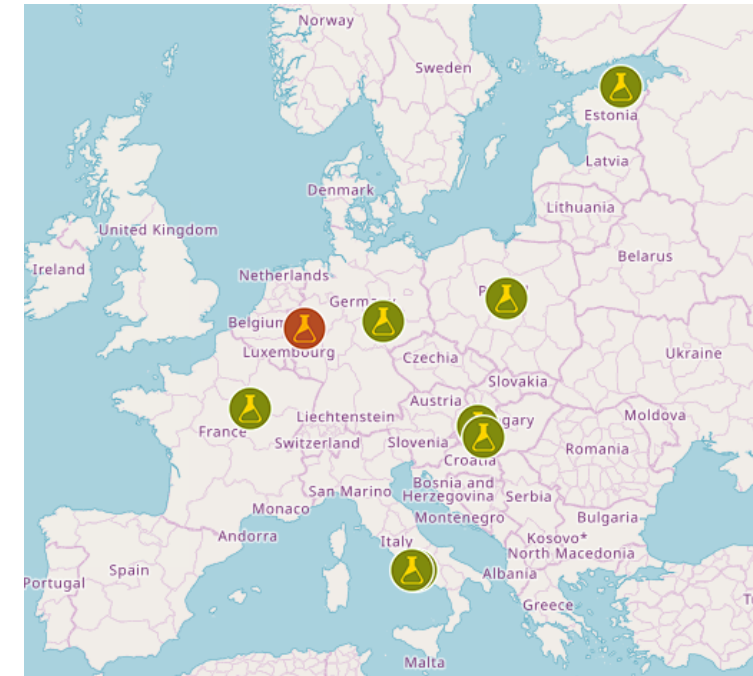 Norway
Sweden
Estonia
Latvia
Denmark
Lithuania
United Kingdom
Belarus
Ireland
Netherlands
Belgium
Luxembourg
Ukraine
Czechia
Slovakia
Austria
Moldova
Liechtenstein
France
Switzerland
Slovenia
Romania
Croatia
Bosnia and
Herzegovina
San Marino
Serbia
Monaco
Montenegro
Bulgaria
Andorra
Italy
Kosovo*
North Macedonia
Spain
Portugal
Albania
Greece
Malta